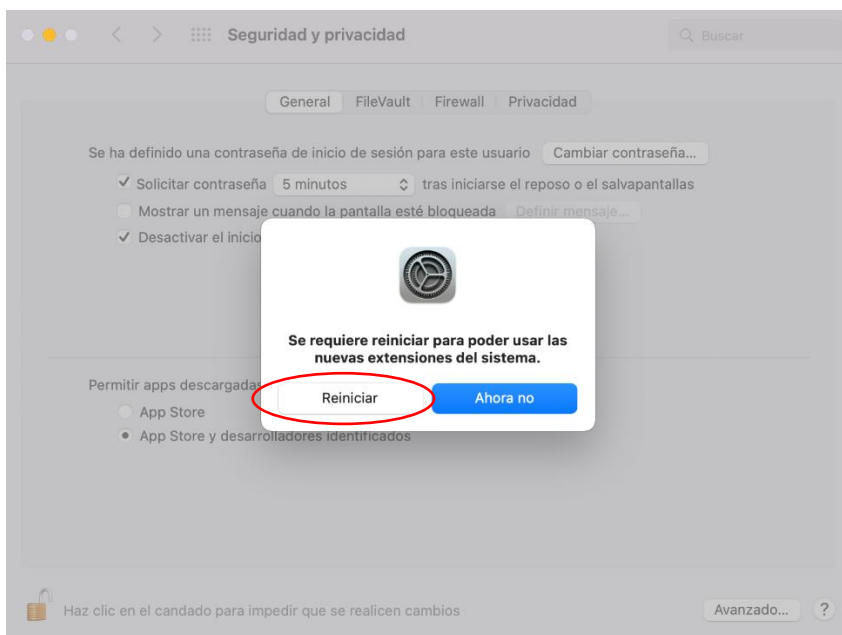 Seguridad y privacidad
Buscar
General FileVault Firewall Privacidad
Se ha definido una contraseña de inicio de sesión para este usuario Cambiar contraseña...
Solicitar contraseña 5 minutos tras iniciarse el reposo o el salvapantallas
Mostrar un mensaje cuando la pantalla esté bloqueada Definir mensaje...
Desactivar el inicio
Se requiere reiniciar para poder usar las
nuevas extensiones del sistema.
Reiniciar Ahora no
Permitir apps descargadas
App Store
App Store y desarrolladores identificados
Haz clic en el candado para impedir que se realicen cambios
Avanzado... ?